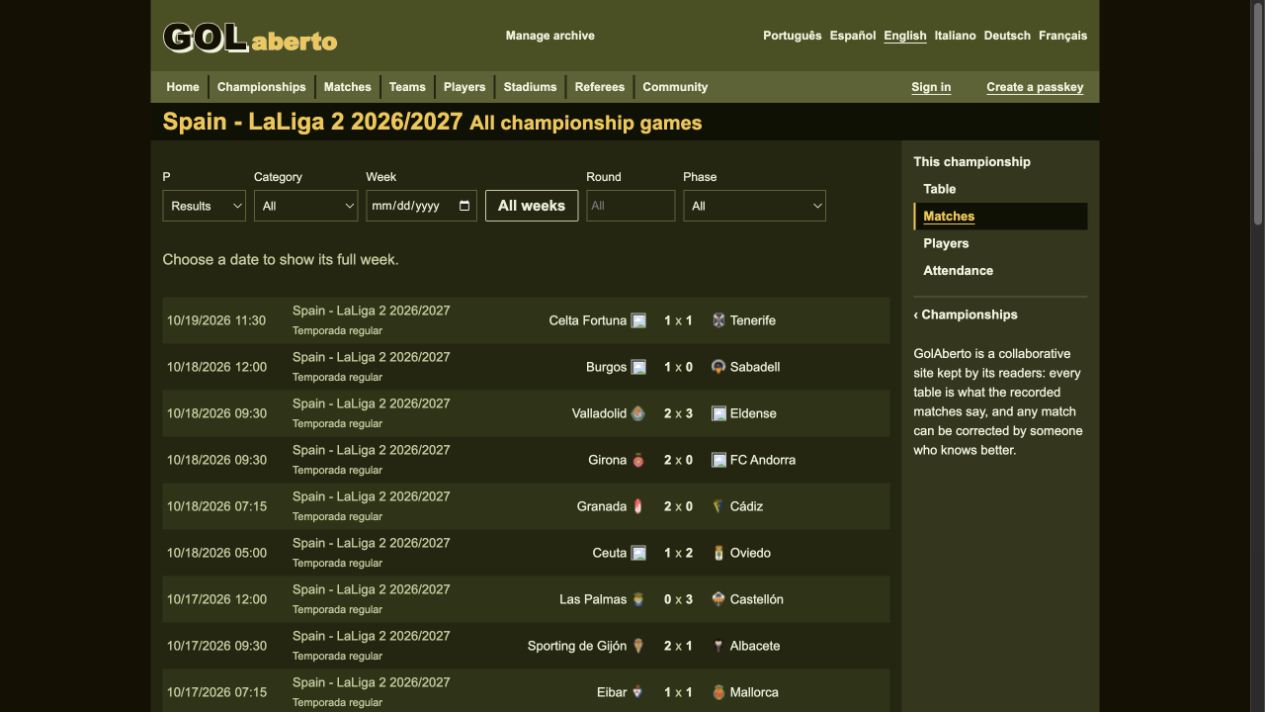 GOL aberto
Manage archive
Português Español English Italiano Deutsch Français
Home Championships Matches Teams Players Stadiums Referees Community
Sign in Create a passkey
Spain - LaLiga 2 2026/2027 All championship games
P Category Week Round Phase
Results All mm/dd/yyyy All weeks All All
Choose a date to show its full week.
10/19/2026 11:30 Spain - LaLiga 2 2026/2027 Celta Fortuna 1 x 1 Tenerife
Temporada regular
10/18/2026 12:00 Spain - LaLiga 2 2026/2027 Burgos 1 x 0 Sabadell
Temporada regular
10/18/2026 09:30 Spain - LaLiga 2 2026/2027 Valladolid 2 x 3 Eldense
Temporada regular
10/18/2026 09:30 Spain - LaLiga 2 2026/2027 Girona 2 x 0 FC Andorra
Temporada regular
10/18/2026 07:15 Spain - LaLiga 2 2026/2027 Granada 2 x 0 Cádiz
Temporada regular
10/18/2026 05:00 Spain - LaLiga 2 2026/2027 Ceuta 1 x 2 Oviedo
Temporada regular
10/17/2026 12:00 Spain - LaLiga 2 2026/2027 Las Palmas 0 x 3 Castellón
Temporada regular
10/17/2026 09:30 Spain - LaLiga 2 2026/2027 Sporting de Gijón 2 x 1 Albacete
Temporada regular
10/17/2026 07:15 Spain - LaLiga 2 2026/2027 Eibar 1 x 1 Mallorca
Temporada regular
This championship
Table
Matches
Players
Attendance
‹ Championships
GolAberto is a collaborative
site kept by its readers: every
table is what the recorded
matches say, and any match
can be corrected by someone
who knows better.